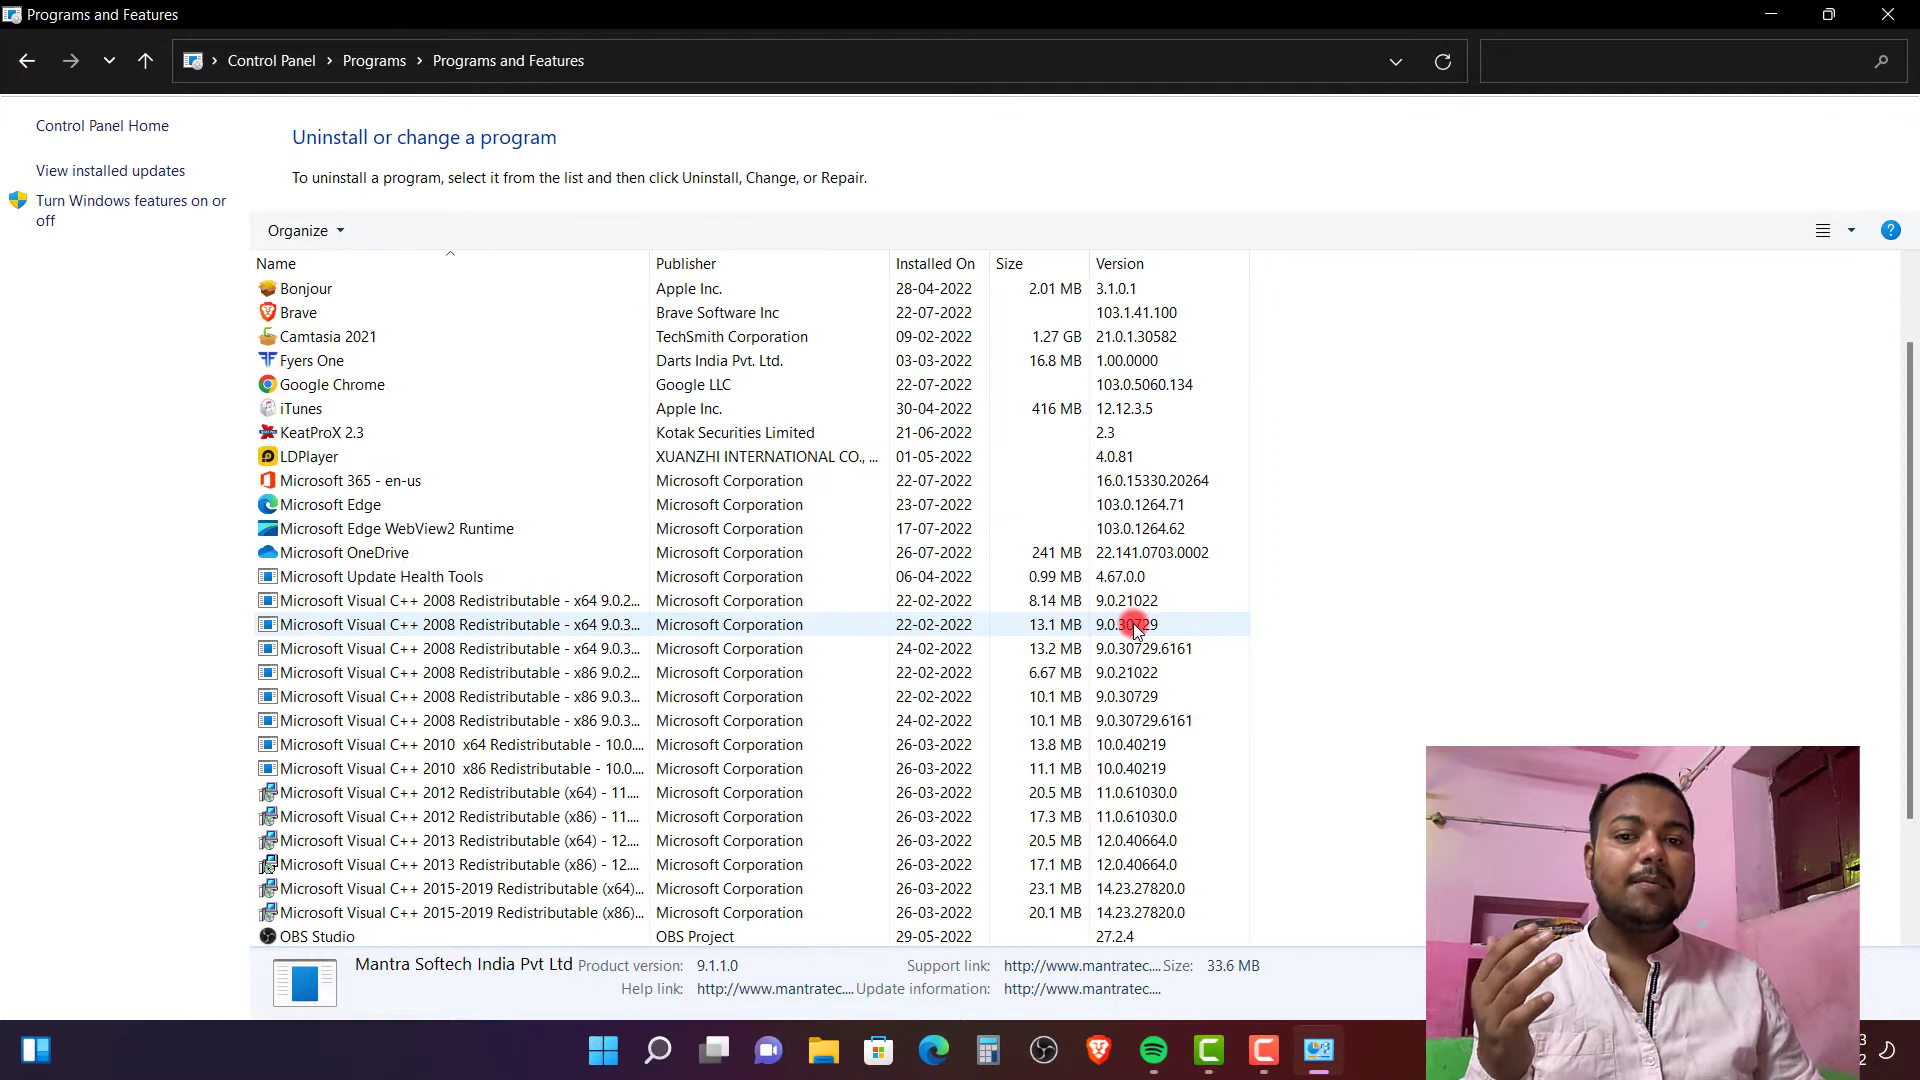 Programs and Features
Control Panel
Programs
Programs and Features
Control Panel Home
View installed updates
Turn Windows features on or
off
Uninstall or change a program
To uninstall a program, select it from the list and then click Uninstall, Change, or Repair.
Organize
Name Publisher Installed On Size Version
Bonjour Apple Inc. 28-04-2022 2.01 MB 3.1.0.1
Brave Brave Software Inc 22-07-2022 103.1.41.100
Camtasia 2021 TechSmith Corporation 09-02-2022 1.27 GB 21.0.1.30582
Fyers One Darts India Pvt. Ltd. 03-03-2022 16.8 MB 1.00.0000
Google Chrome Google LLC 22-07-2022 103.0.5060.134
iTunes Apple Inc. 30-04-2022 416 MB 12.12.3.5
KeatProX 2.3 Kotak Securities Limited 21-06-2022 2.3
LDPlayer XUANZHI INTERNATIONAL CO., ... 01-05-2022 4.0.81
Microsoft 365 - en-us Microsoft Corporation 22-07-2022 16.0.15330.20264
Microsoft Edge Microsoft Corporation 23-07-2022 103.0.1264.71
Microsoft Edge WebView2 Runtime Microsoft Corporation 17-07-2022 103.0.1264.62
Microsoft OneDrive Microsoft Corporation 26-07-2022 241 MB 22.141.0703.0002
Microsoft Update Health Tools Microsoft Corporation 06-04-2022 0.99 MB 4.67.0.0
Microsoft Visual C++ 2008 Redistributable - x64 9.0.2... Microsoft Corporation 22-02-2022 8.14 MB 9.0.21022
Microsoft Visual C++ 2008 Redistributable - x64 9.0.3... Microsoft Corporation 22-02-2022 13.1 MB 9.0.30729
Microsoft Visual C++ 2008 Redistributable - x64 9.0.3... Microsoft Corporation 24-02-2022 13.2 MB 9.0.30729.6161
Microsoft Visual C++ 2008 Redistributable - x86 9.0.2... Microsoft Corporation 22-02-2022 6.67 MB 9.0.21022
Microsoft Visual C++ 2008 Redistributable - x86 9.0.3... Microsoft Corporation 22-02-2022 10.1 MB 9.0.30729
Microsoft Visual C++ 2008 Redistributable - x86 9.0.3... Microsoft Corporation 24-02-2022 10.1 MB 9.0.30729.6161
Microsoft Visual C++ 2010 x64 Redistributable - 10.0.... Microsoft Corporation 26-03-2022 13.8 MB 10.0.40219
Microsoft Visual C++ 2010 x86 Redistributable - 10.0.... Microsoft Corporation 26-03-2022 11.1 MB 10.0.40219
Microsoft Visual C++ 2012 Redistributable (x64) - 11.... Microsoft Corporation 26-03-2022 20.5 MB 11.0.61030.0
Microsoft Visual C++ 2012 Redistributable (x86) - 11.... Microsoft Corporation 26-03-2022 17.3 MB 11.0.61030.0
Microsoft Visual C++ 2013 Redistributable (x64) - 12.... Microsoft Corporation 26-03-2022 20.5 MB 12.0.40664.0
Microsoft Visual C++ 2013 Redistributable (x86) - 12.... Microsoft Corporation 26-03-2022 17.1 MB 12.0.40664.0
Microsoft Visual C++ 2015-2019 Redistributable (x64)... Microsoft Corporation 26-03-2022 23.1 MB 14.23.27820.0
Microsoft Visual C++ 2015-2019 Redistributable (x86)... Microsoft Corporation 26-03-2022 20.1 MB 14.23.27820.0
OBS Studio OBS Project 29-05-2022 27.2.4
Mantra Softech India Pvt Ltd Product version: 9.1.1.0 Support link: http://www.mantratec.... Size: 33.6 MB
Help link: http://www.mantratec.... Update information: http://www.mantratec....
3
2